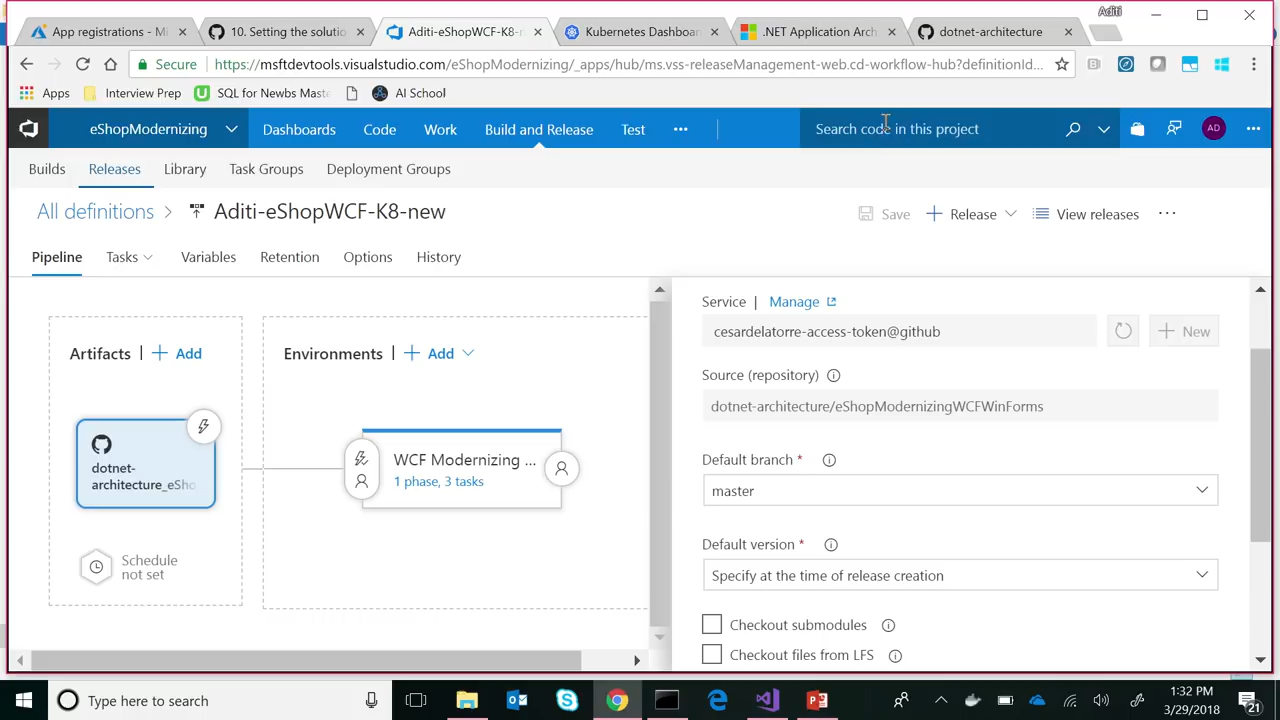 Aditi
App registrations - Mi
10. Setting the solutio
Aditi-eShopWCF-K8-n
Kubernetes Dashboa
.NET Application Arch
dotnet-architecture
Secure
https://msftdevtools.visualstudio.com/eShopModernizing/_apps/hub/ms.vss-releaseManagement-web.cd-workflow-hub?definitionId...
Apps
Interview Prep
SQL for Newbs Maste
AI School
eShopModernizing
Dashboards
Code
Work
Build and Release
Test
Search code in this project
AD
Builds
Releases
Library
Task Groups
Deployment Groups
All definitions > Aditi-eShopWCF-K8-new
Save
+ Release
View releases
Pipeline
Tasks
Variables
Retention
Options
History
Artifacts | + Add
Environments | + Add
dotnet-
architecture_eSho
WCF Modernizing ...
1 phase, 3 tasks
Schedule
not set
Service | Manage
cesardelatorre-access-token@github
+ New
Source (repository)
dotnet-architecture/eShopModernizingWCFWinForms
Default branch *
master
Default version *
Specify at the time of release creation
Checkout submodules
Checkout files from LFS
Type here to search
1:32 PM
3/29/2018
21